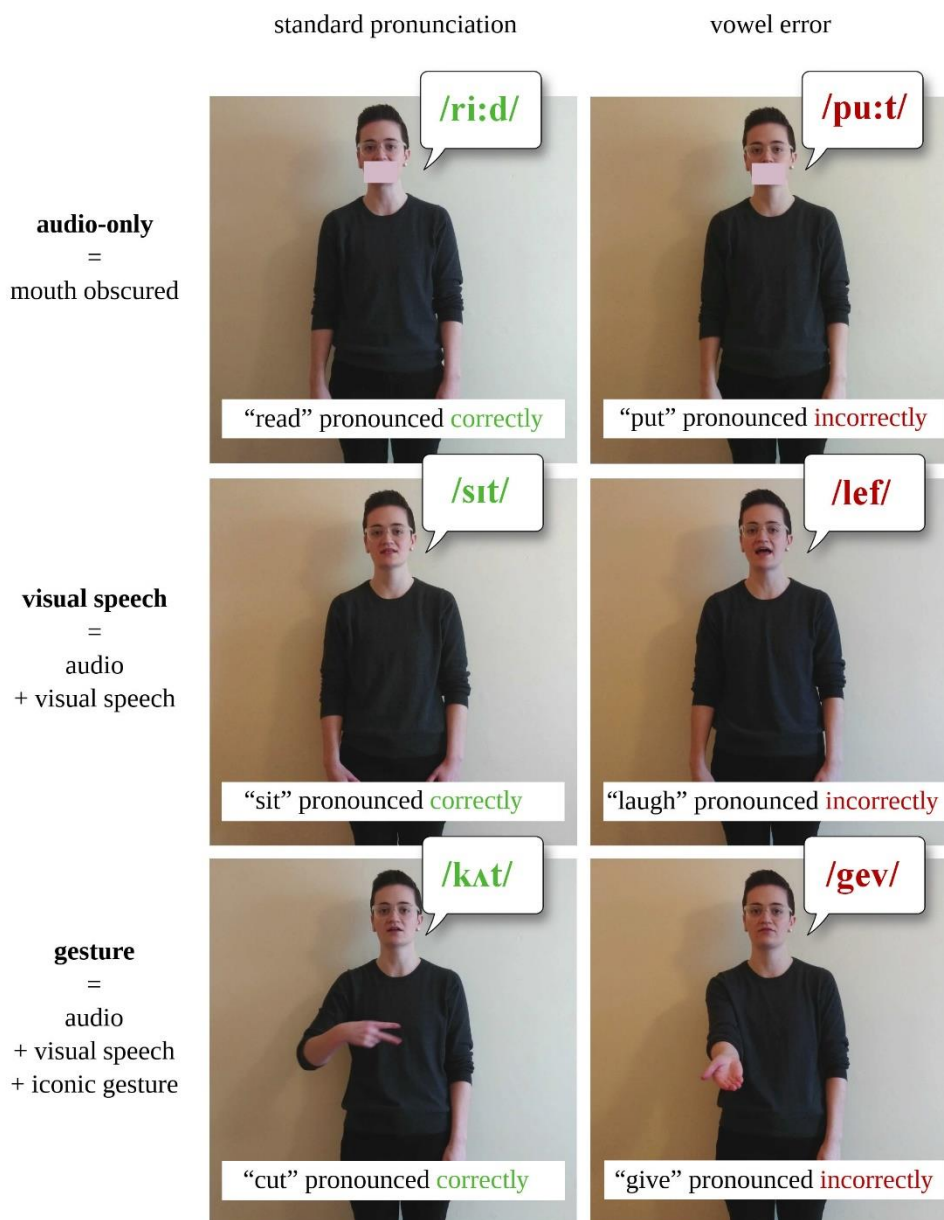 standard pronunciation
vowel error
audio-only
=
mouth obscured
/ri:d/
“read” pronounced correctly
/pu:t/
“put” pronounced incorrectly
visual speech
=
audio
+ visual speech
/sɪt/
“sit” pronounced correctly
/lef/
“laugh” pronounced incorrectly
gesture
=
audio
+ visual speech
+ iconic gesture
/kʌt/
“cut” pronounced correctly
/gev/
“give” pronounced incorrectly